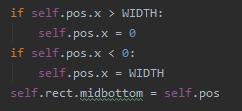 if self.pos.x > WIDTH:
    self.pos.x = 0
if self.pos.x < 0:
    self.pos.x = WIDTH
self.rect.midbottom = self.pos